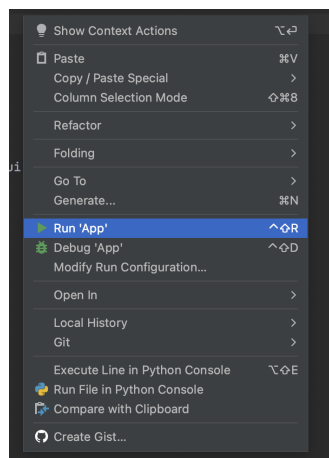 Show Context Actions ⌥⏎
Paste ⌘V
Copy / Paste Special >
Column Selection Mode ⇧⌘8
Refactor >
Folding >
ui
Go To >
Generate... ⌘N
Run 'App' ^⇧R
Debug 'App' ^⇧D
Modify Run Configuration...
Open In >
Local History >
Git >
Execute Line in Python Console ⌥⇧E
Run File in Python Console
Compare with Clipboard
Create Gist...